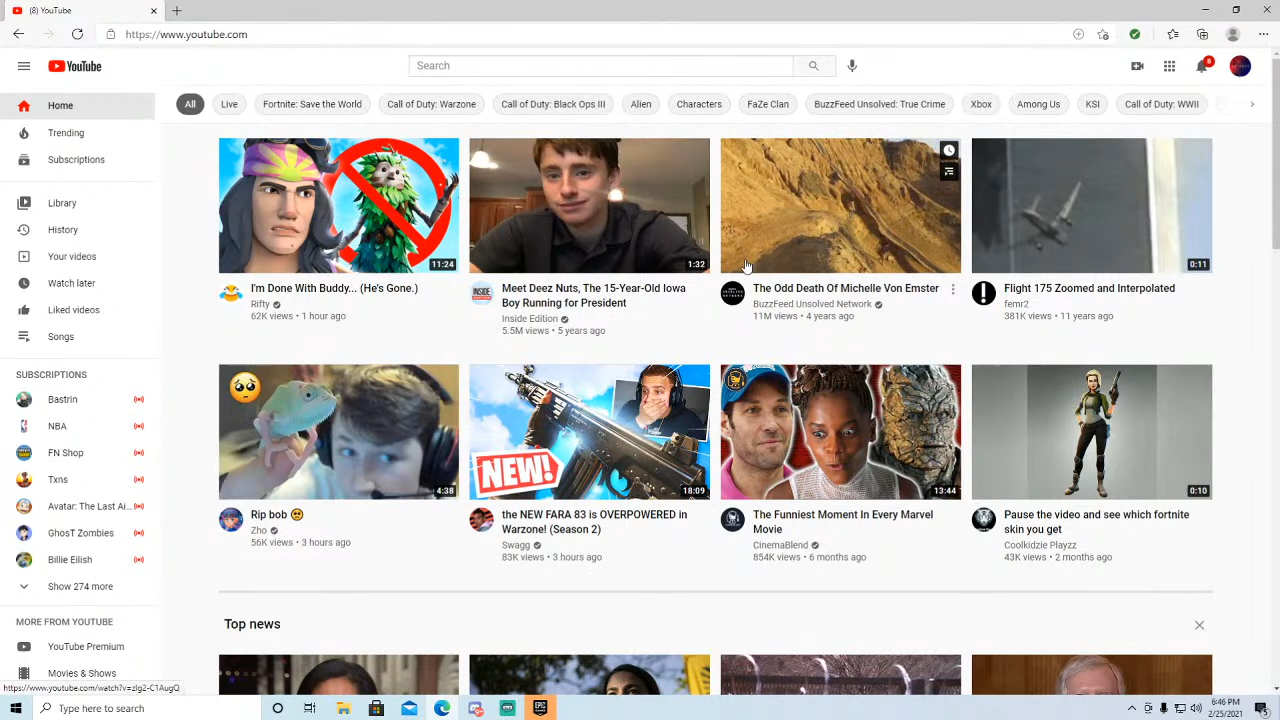 (8) YouTube
https://www.youtube.com
YouTube
Search
8
All
Live
Fortnite: Save the World
Call of Duty: Warzone
Call of Duty: Black Ops III
Alien
Characters
FaZe Clan
BuzzFeed Unsolved: True Crime
Xbox
Among Us
KSI
Call of Duty: WWII
Home
Trending
Subscriptions
Library
History
Your videos
Watch later
Liked videos
Songs
SUBSCRIPTIONS
Bastrin
NBA
FN Shop
Txns
Avatar: The Last Ai...
GhosT Zombies
Billie Eilish
Show 274 more
MORE FROM YOUTUBE
YouTube Premium
Movies & Shows
11:24
I'm Done With Buddy... (He's Gone.)
Rifty
62K views • 1 hour ago
1:32
Meet Deez Nuts, The 15-Year-Old Iowa
Boy Running for President
Inside Edition
5.5M views • 5 years ago
The Odd Death Of Michelle Von Emster
BuzzFeed Unsolved Network
11M views • 4 years ago
0:11
Flight 175 Zoomed and Interpolated
femr2
381K views • 11 years ago
4:38
Rip bob 😢
Zho
56K views • 3 hours ago
NEW!
18:09
the NEW FARA 83 is OVERPOWERED in
Warzone! (Season 2)
Swagg
83K views • 3 hours ago
13:44
The Funniest Moment In Every Marvel
Movie
CinemaBlend
854K views • 6 months ago
0:10
Pause the video and see which fortnite
skin you get
Coolkidzie Playzz
43K views • 2 months ago
Top news
https://www.youtube.com/watch?v=zlg2-C1AugQ
Type here to search
EPIC
GAMES
6:46 PM
2/25/2021
5